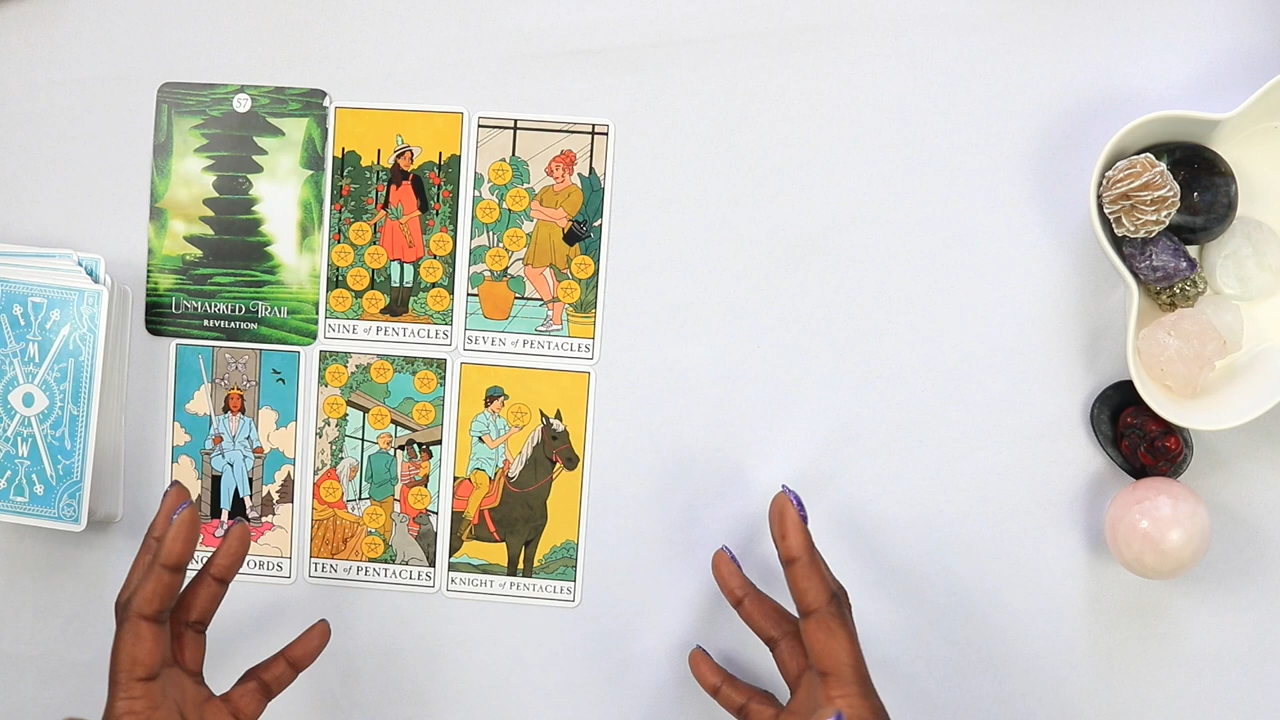 57
UNMARKED TRAIL
REVELATION
NINE of PENTACLES
SEVEN of PENTACLES
M
W
TEN of PENTACLES
KNIGHT of PENTACLES